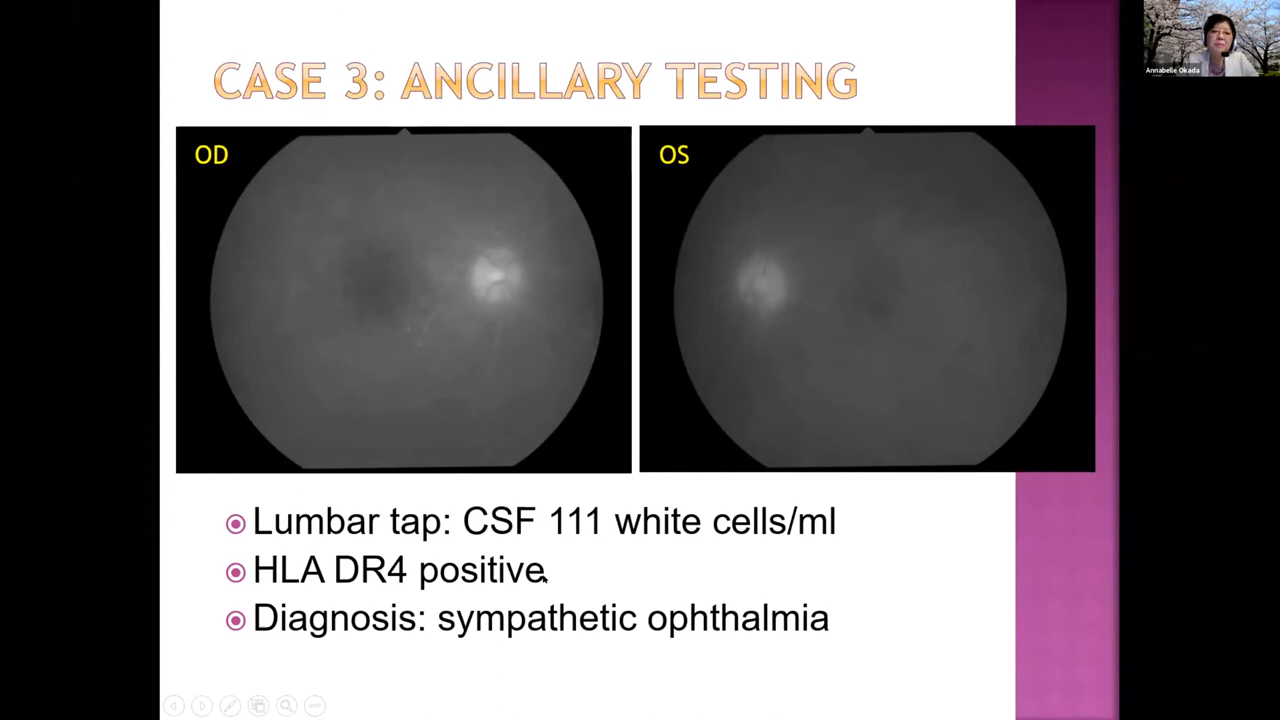 CASE 3: ANCILLARY TESTING
OD
OS
Lumbar tap: CSF 111 white cells/ml
HLA DR4 positive
Diagnosis: sympathetic ophthalmia
Annabelle Okada